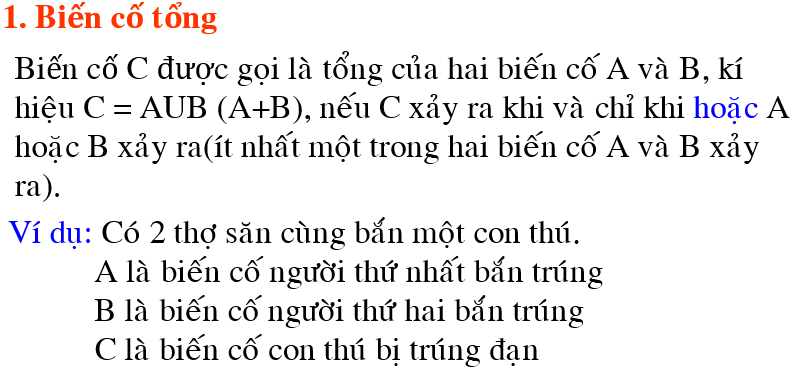 1. Biến cố tổng
Biến cố C được gọi là tổng của hai biến cố A và B, kí
hiệu C = AUB (A+B), nếu C xảy ra khi và chỉ khi hoặc A
hoặc B xảy ra(ít nhất một trong hai biến cố A và B xảy
ra).
Ví dụ: Có 2 thợ săn cùng bắn một con thú.
A là biến cố người thứ nhất bắn trúng
B là biến cố người thứ hai bắn trúng
C là biến cố con thú bị trúng đạn